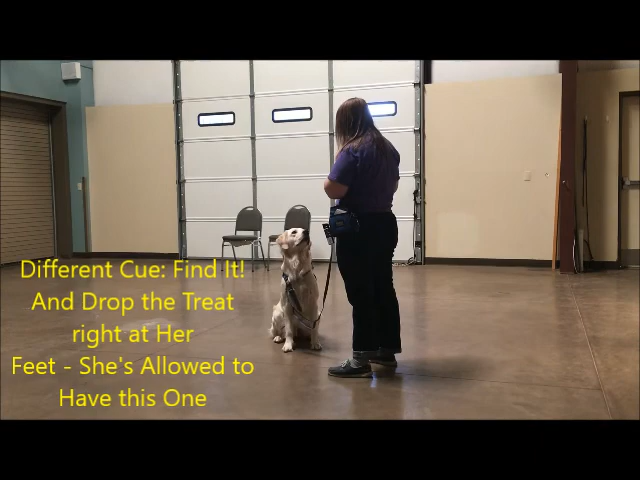 Different Cue: Find It!
And Drop the Treat
right at Her
Feet - She's Allowed to
Have this One